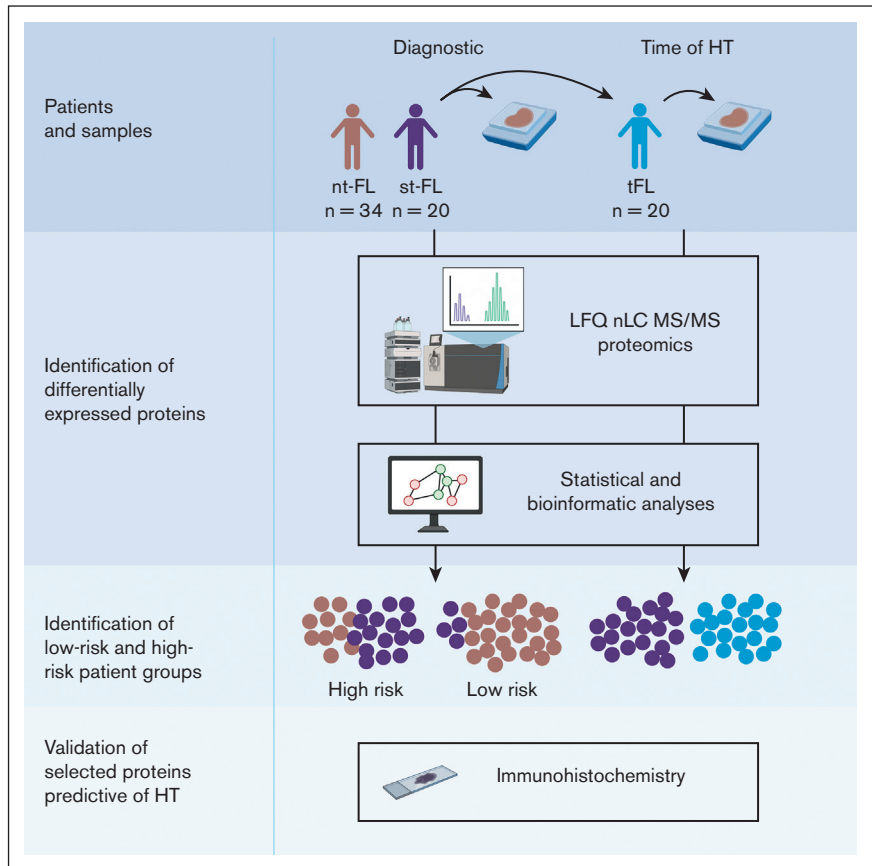 Diagnostic
Time of HT
Patients
and samples
nt-FL
n = 34
st-FL
n = 20
tFL
n = 20
Identification of
differentially
expressed proteins
LFQ nLC MS/MS
proteomics
Statistical and
bioinformatic analyses
Identification of
low-risk and high-
risk patient groups
High risk
Low risk
Validation of
selected proteins
predictive of HT
Immunohistochemistry